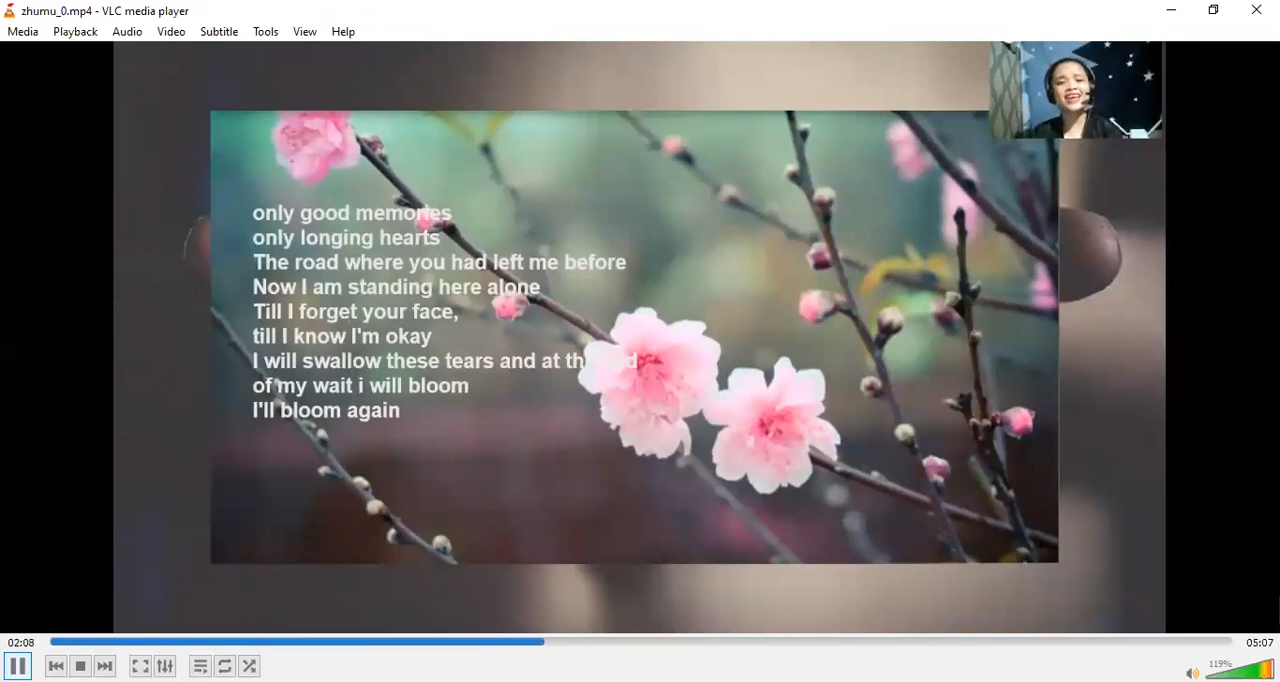 zhumu_0.mp4 - VLC media player
Media Playback Audio Video Subtitle Tools View Help
only good memories
only longing hearts
The road where you had left me before
Now I am standing here alone
Till I forget your face,
till I know I'm okay
I will swallow these tears and at
of my wait i will bloom
I'll bloom again
02:08
05:07
119%